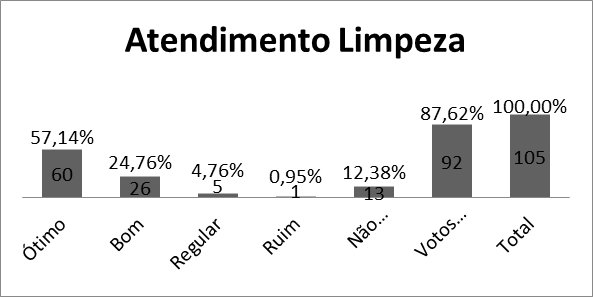 Atendimento Limpeza
57,14% 24,76% 4,76% 0,95% 12,38% 87,62% 100,00%
60 26 5 1 13 92 105
Ótimo Bom Regular Ruim Não... Votos... Total